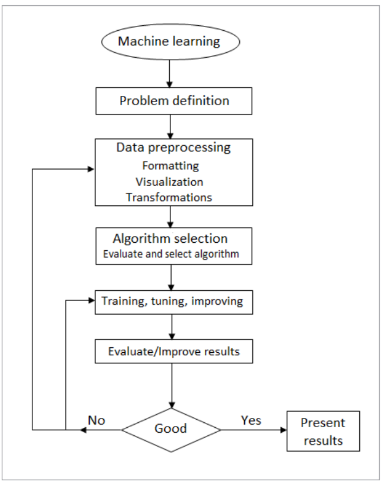 Machine learning
Problem definition
Data preprocessing
Formatting
Visualization
Transformations
Algorithm selection
Evaluate and select algorithm
Training, tuning, improving
Evaluate/Improve results
No
Good
Yes
Present
results